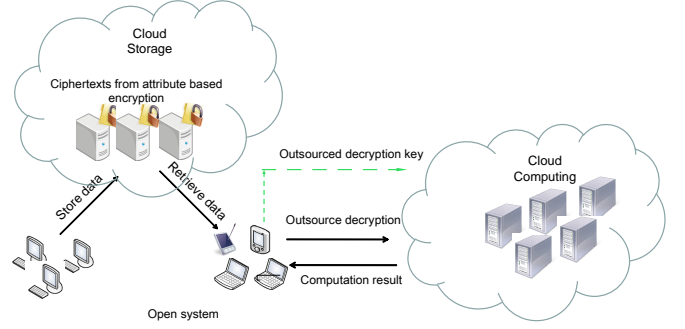 Cloud
Storage
Ciphertexts from attribute based
encryption
Store data
Retrieve data
Outsourced decryption key
Cloud
Computing
Outsource decryption
Computation result
Open system